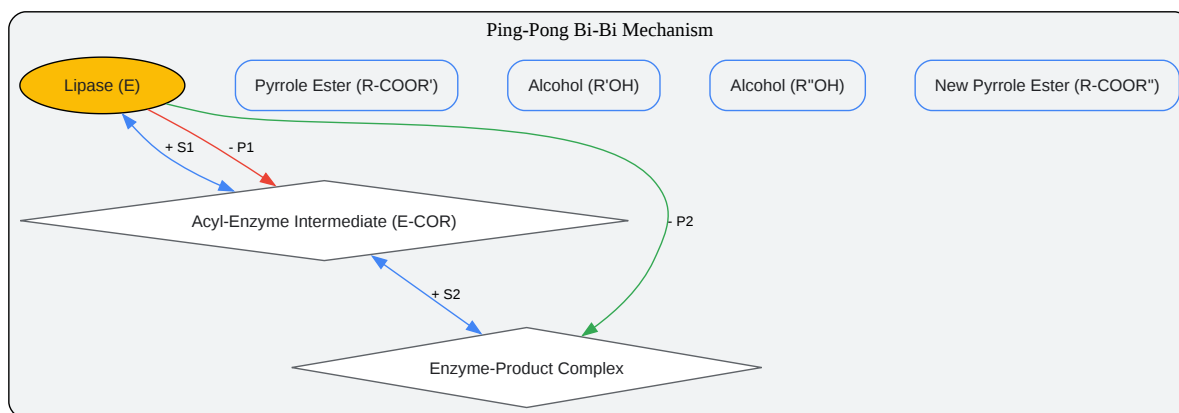 Ping-Pong Bi-Bi Mechanism
Lipase (E)
Pyrrole Ester (R-COOR')
Alcohol (R'OH)
Alcohol (R''OH)
New Pyrrole Ester (R-COOR'')
+ S1
- P1
Acyl-Enzyme Intermediate (E-COR)
- P2
+ S2
Enzyme-Product Complex